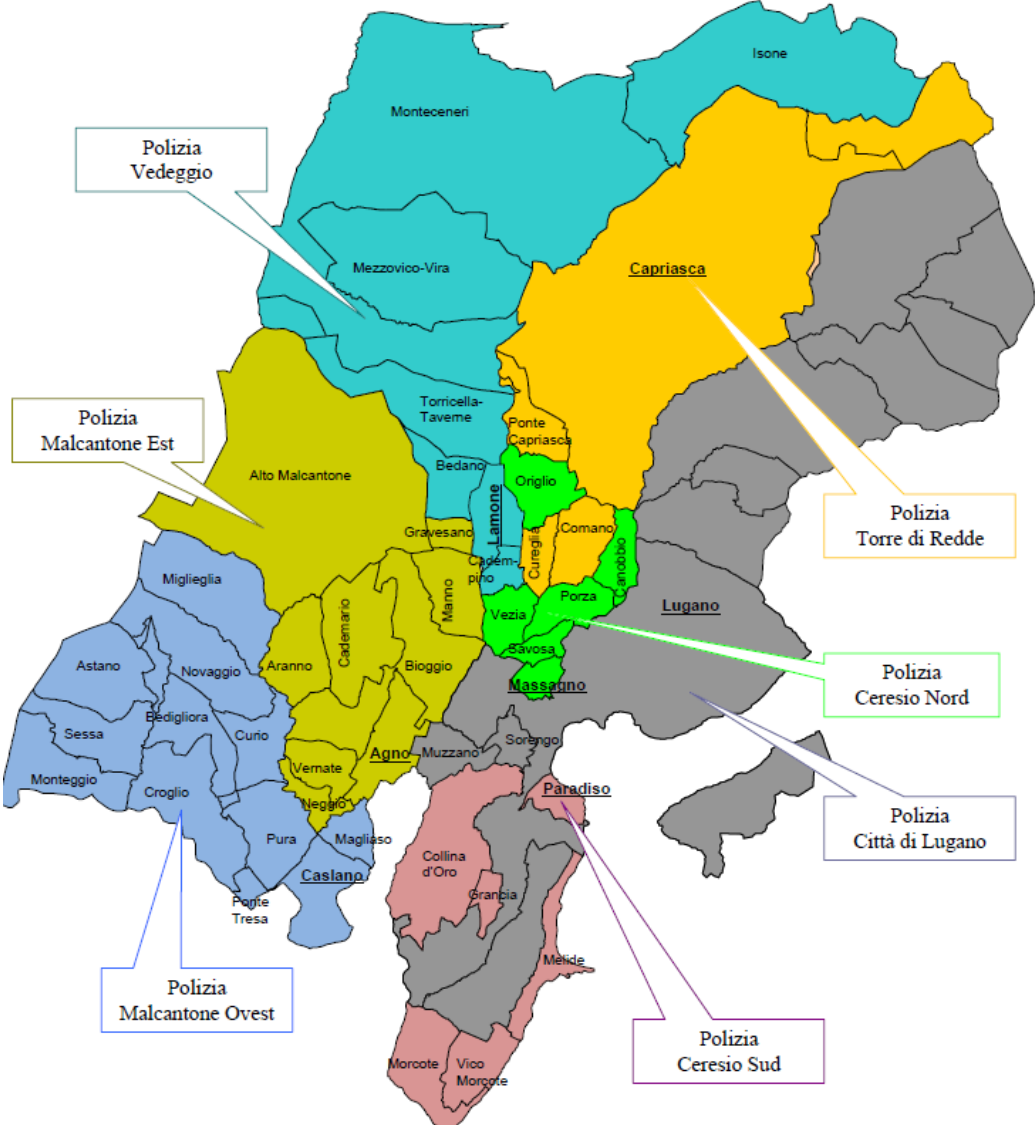 Isone
Monteceneri
Polizia
Vedeggio
Mezzovico-Vira
Capriasca
Torricella-
Taverne
Polizia
Malcantone Est
Ponte
Capriasca
Bedano
Alto Malcantone
Origlio
Lamone
Polizia
Torre di Redde
Gravesano
Comano
Cureglia
Canobbio
Cadem-
pino
Miglieglia
Manno
Porza
Lugano
Vezia
Cademario
Savosa
Astano
Novaggio
Aranno
Bioggio
Massagno
Polizia
Ceresio Nord
Bedigliora
Sessa
Curio
Agno
Muzzano
Sorengo
Monteggio
Vernate
Croglio
Neggio
Paradiso
Polizia
Città di Lugano
Pura
Magliaso
Collina
d'Oro
Caslano
Grancia
Ponte
Tresa
Melide
Polizia
Malcantone Ovest
Polizia
Ceresio Sud
Morcote
Vico
Morcote